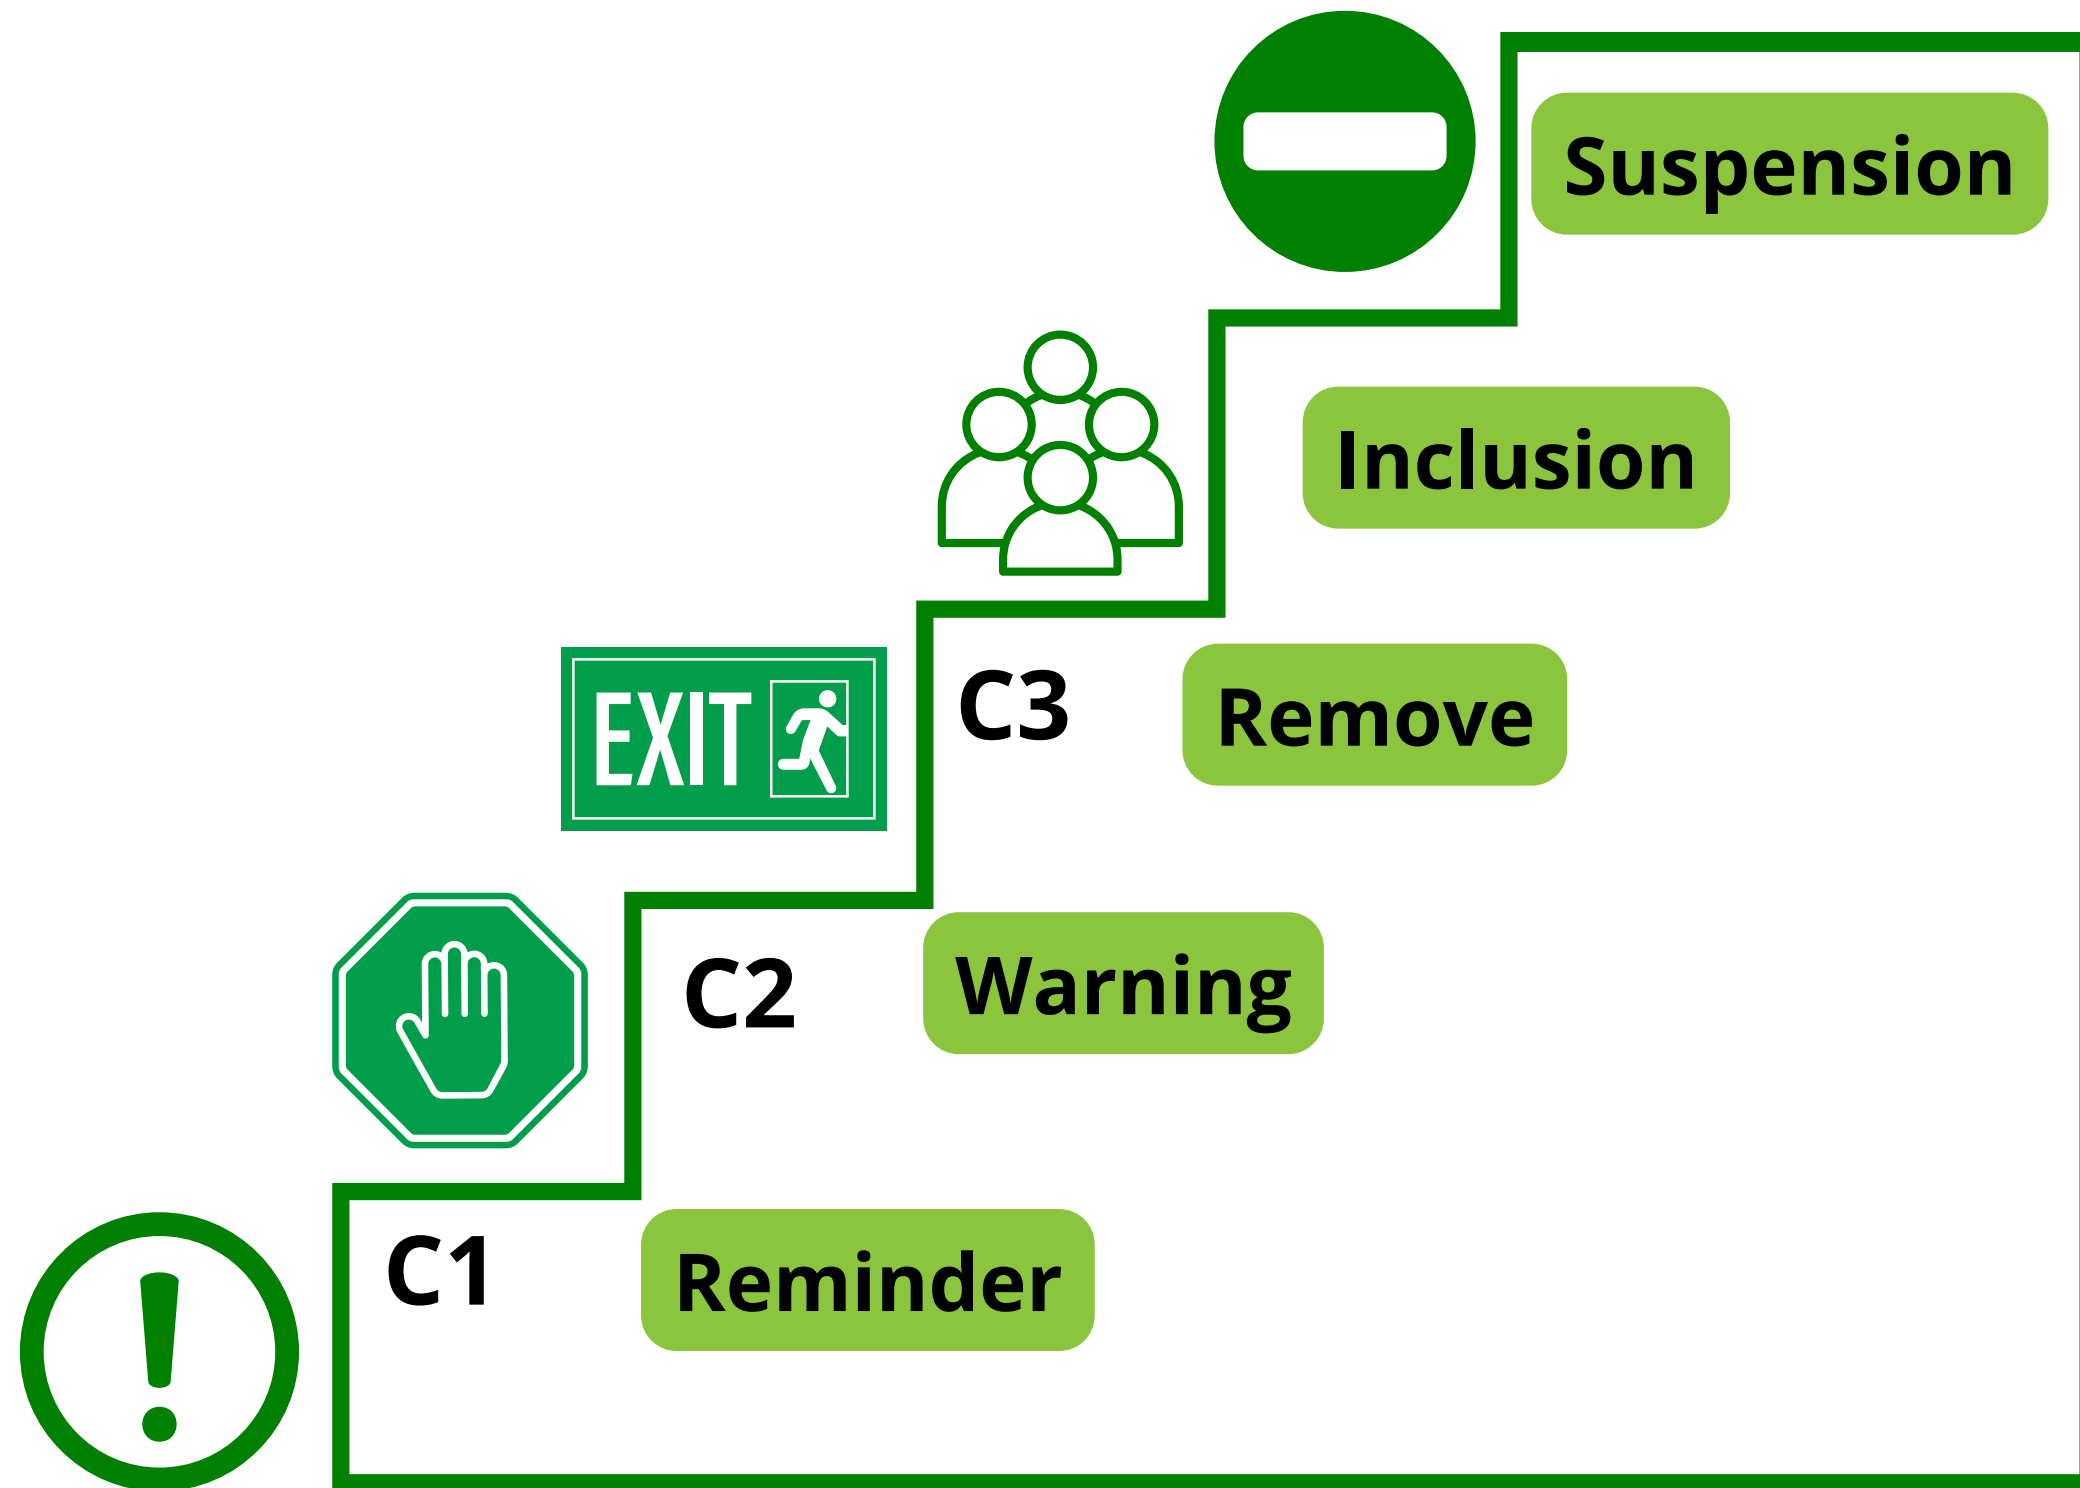 Suspension
Inclusion
EXIT
C3 Remove
C2 Warning
C1 Reminder